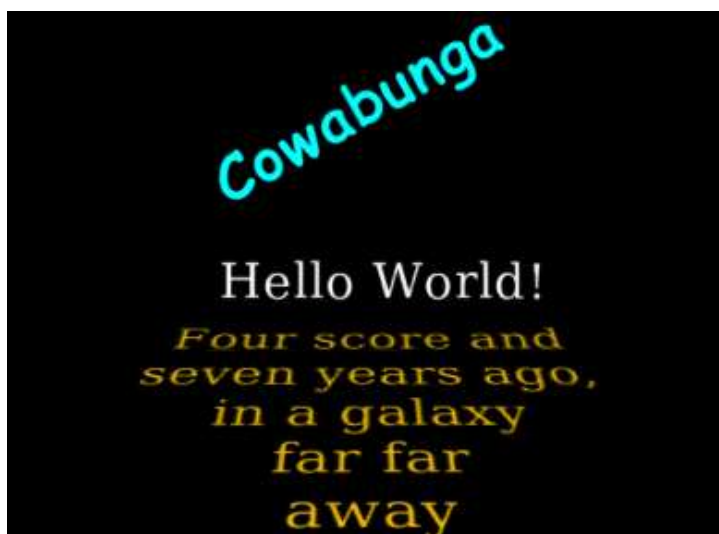 Cowabunga
Hello World!
Four score and
seven years ago,
in a galaxy
far far
away